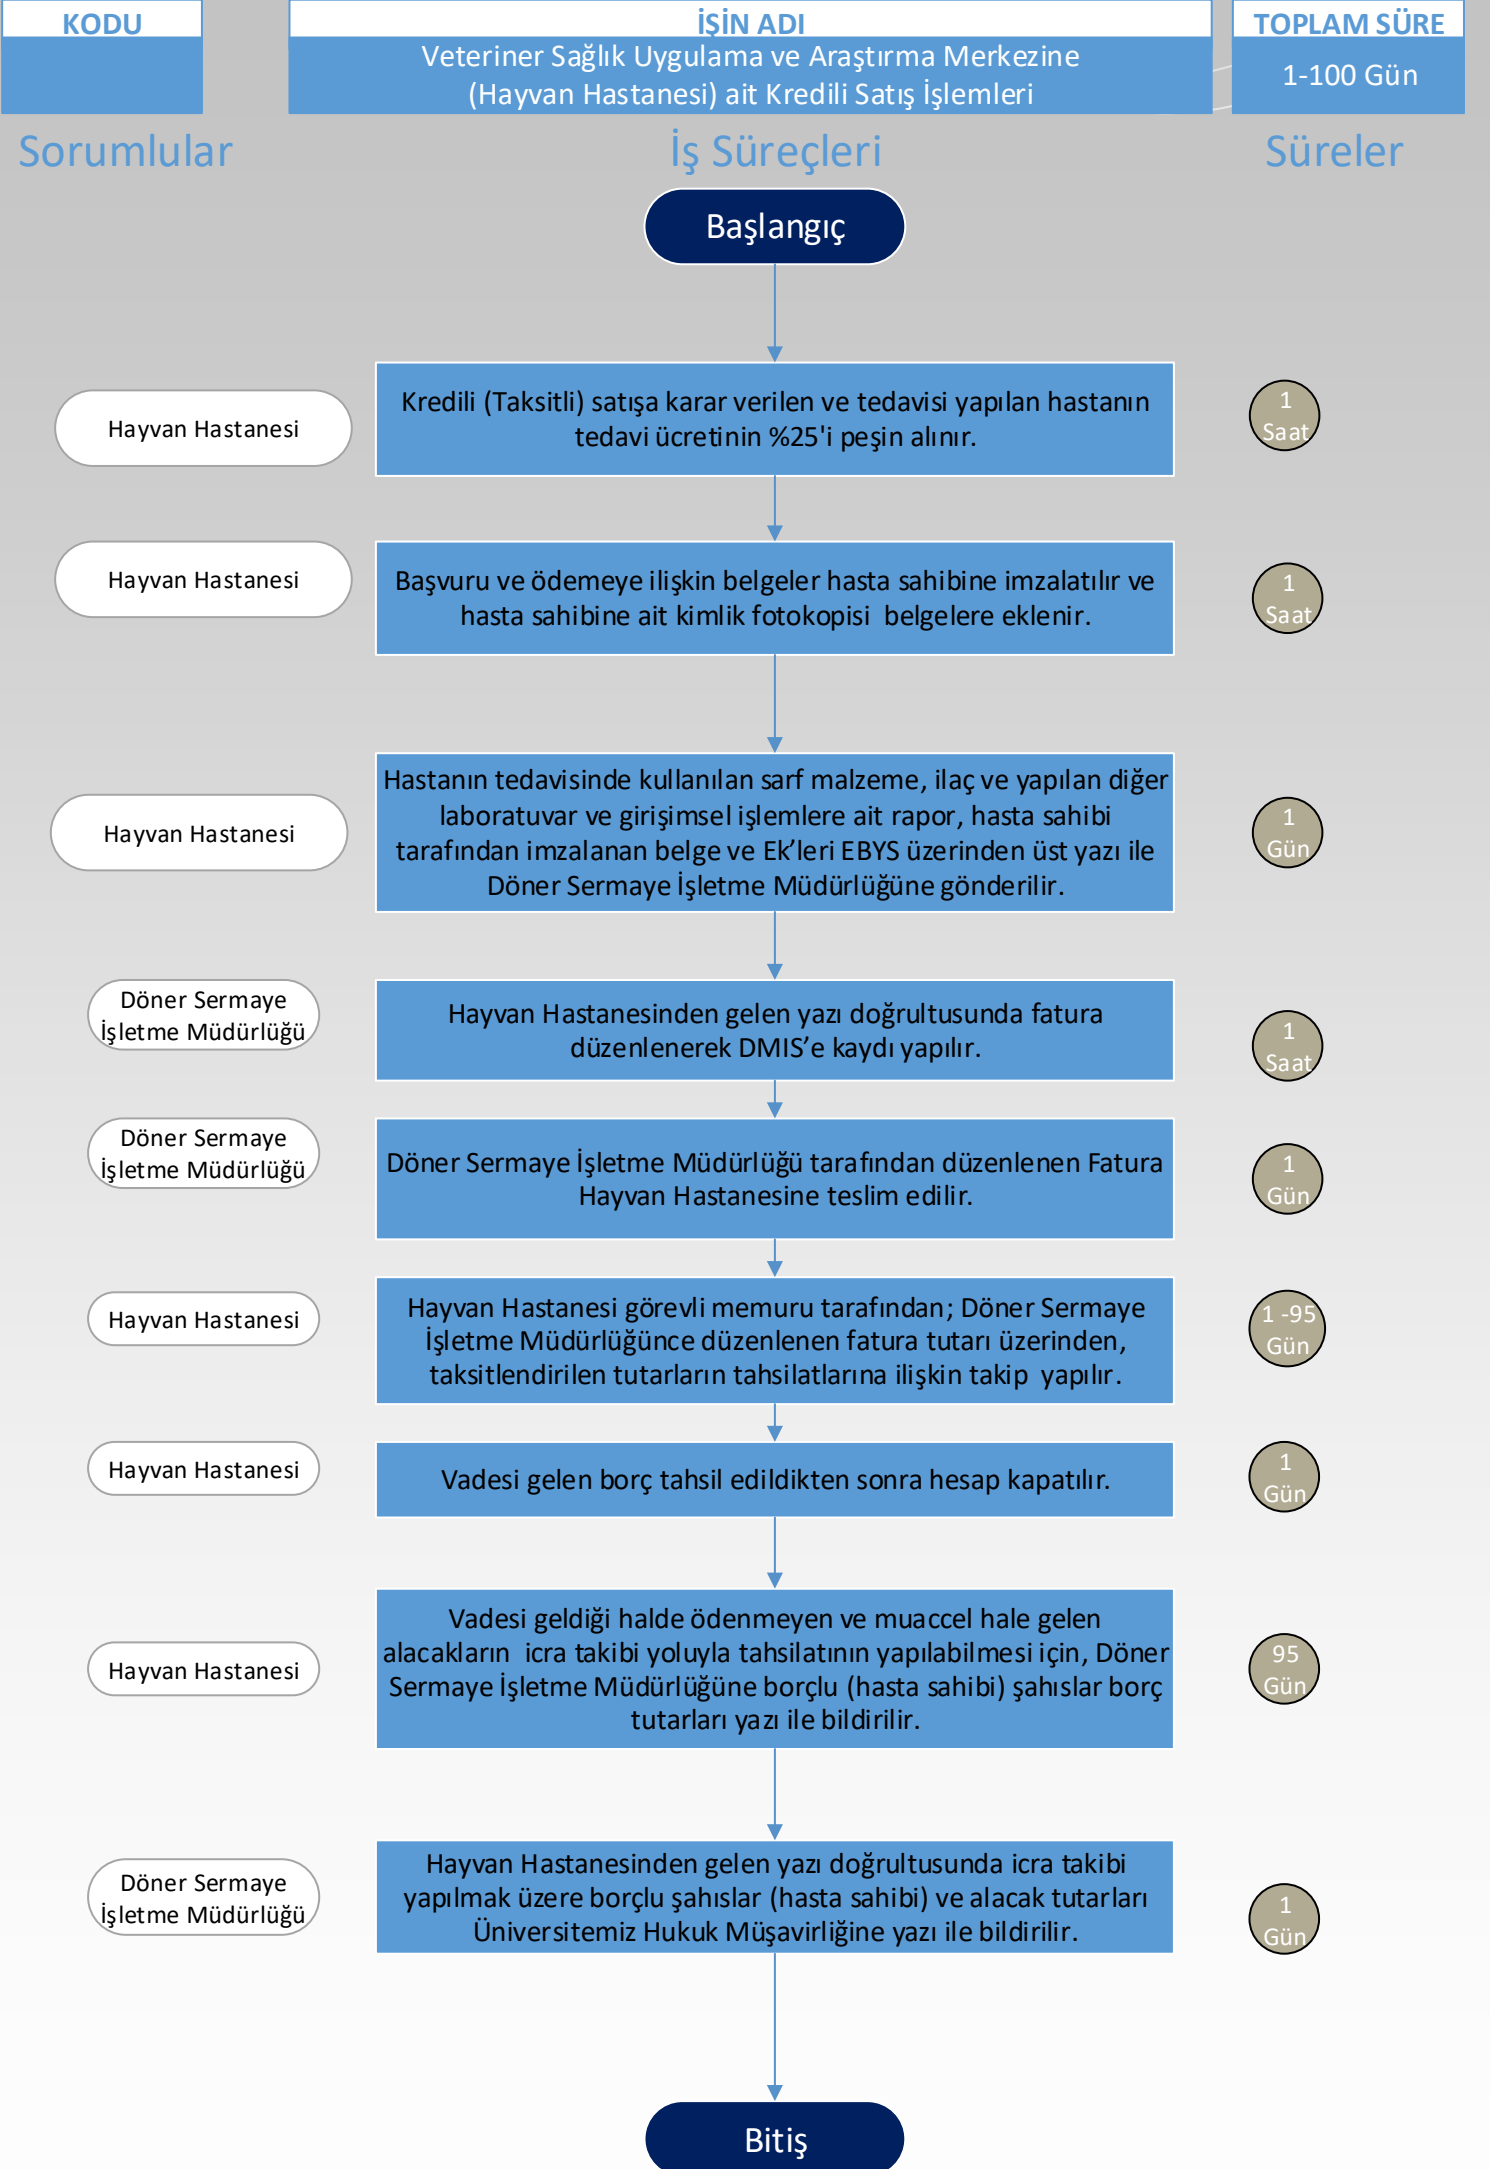 KODU
İŞİN ADI
TOPLAM SÜRE
Veteriner Sağlık Uygulama ve Araştırma Merkezine
(Hayvan Hastanesi) ait Kredili Satış İşlemleri
1-100 Gün
Sorumlular
İş Süreçleri
Süreler
Başlangıç
Hayvan Hastanesi
Kredili (Taksitli) satışa karar verilen ve tedavisi yapılan hastanın
tedavi ücretinin %25'i peşin alınır.
1
Saat
Hayvan Hastanesi
Başvuru ve ödemeye ilişkin belgeler hasta sahibine imzalatılır ve
hasta sahibine ait kimlik fotokopisi belgelere eklenir.
1
Saat
Hayvan Hastanesi
Hastanın tedavisinde kullanılan sarf malzeme, ilaç ve yapılan diğer
laboratuvar ve girişimsel işlemlere ait rapor, hasta sahibi
tarafından imzalanan belge ve Ek’leri EBYS üzerinden üst yazı ile
Döner Sermaye İşletme Müdürlüğüne gönderilir.
1
Gün
Döner Sermaye
İşletme Müdürlüğü
Hayvan Hastanesinden gelen yazı doğrultusunda fatura
düzenlenerek DMIS’e kaydı yapılır.
1
Saat
Döner Sermaye
İşletme Müdürlüğü
Döner Sermaye İşletme Müdürlüğü tarafından düzenlenen Fatura
Hayvan Hastanesine teslim edilir.
1
Gün
Hayvan Hastanesi
Hayvan Hastanesi görevli memuru tarafından; Döner Sermaye
İşletme Müdürlüğünce düzenlenen fatura tutarı üzerinden,
taksitlendirilen tutarların tahsilatlarına ilişkin takip yapılır.
1 -95
Gün
Hayvan Hastanesi
Vadesi gelen borç tahsil edildikten sonra hesap kapatılır.
1
Gün
Hayvan Hastanesi
Vadesi geldiği halde ödenmeyen ve muaccel hale gelen
alacakların icra takibi yoluyla tahsilatının yapılabilmesi için, Döner
Sermaye İşletme Müdürlüğüne borçlu (hasta sahibi) şahıslar borç
tutarları yazı ile bildirilir.
95
Gün
Döner Sermaye
İşletme Müdürlüğü
Hayvan Hastanesinden gelen yazı doğrultusunda icra takibi
yapılmak üzere borçlu şahıslar (hasta sahibi) ve alacak tutarları
Üniversitemiz Hukuk Müşavirliğine yazı ile bildirilir.
1
Gün
Bitiş